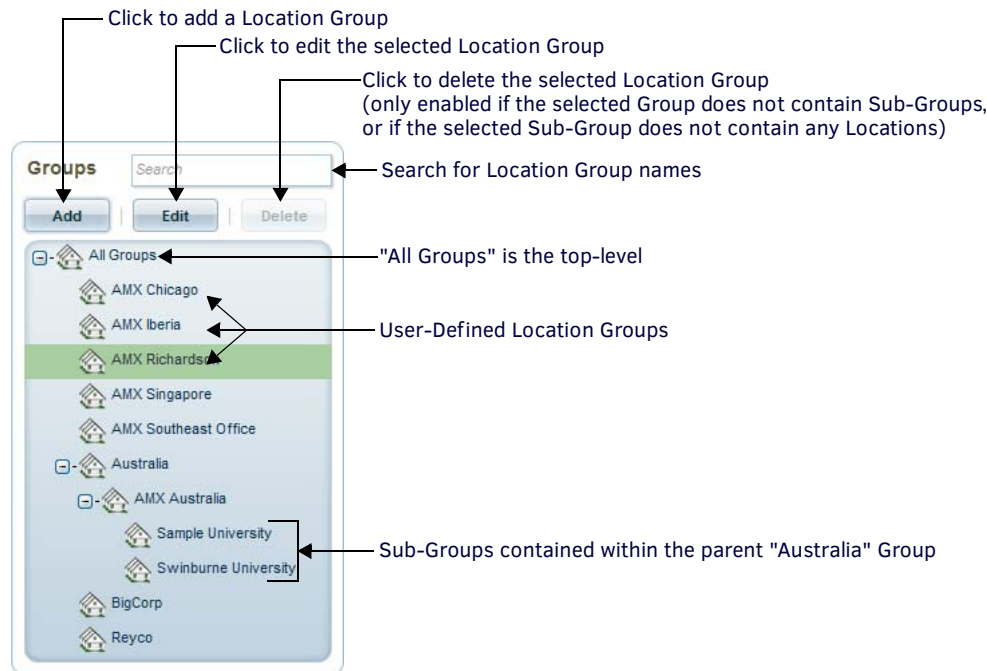 Click to add a Location Group
Click to edit the selected Location Group
Click to delete the selected Location Group
(only enabled if the selected Group does not contain Sub-Groups,
or if the selected Sub-Group does not contain any Locations)
Groups
Search
Search for Location Group names
Add
Edit
Delete
All Groups
"All Groups" is the top-level
AMX Chicago
AMX Iberia
User-Defined Location Groups
AMX Richardson
AMX Singapore
AMX Southeast Office
Australia
AMX Australia
Sample University
Sub-Groups contained within the parent "Australia" Group
Swinburne University
BigCorp
Reyco